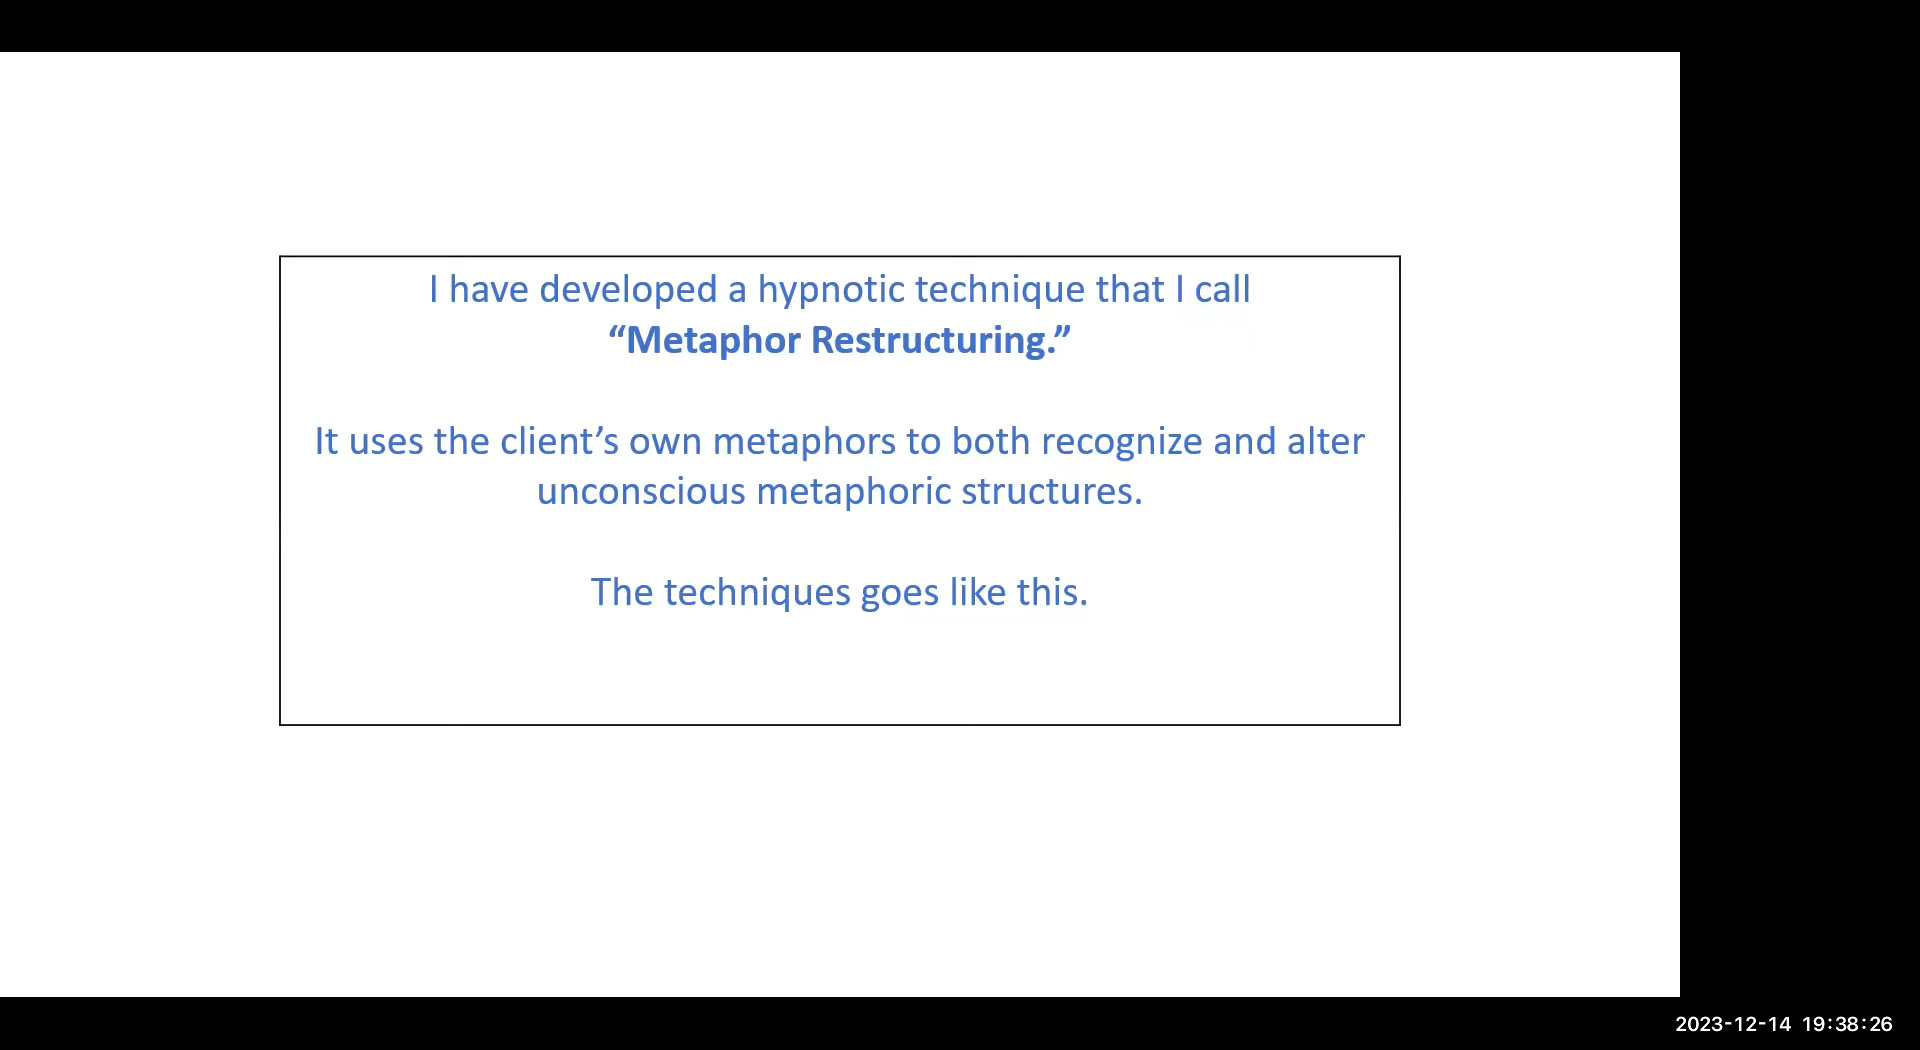 I have developed a hypnotic technique that I call
“Metaphor Restructuring.”
It uses the client’s own metaphors to both recognize and alter
unconscious metaphoric structures.
The techniques goes like this.
2023-12-14 19:38:26